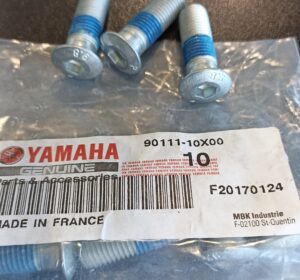 YAMAHA
GENUINE
Parts & Accessories
MADE IN FRANCE
90111-10X00
10
F20170124
MBK Industrie
F-02100 St-Quentin